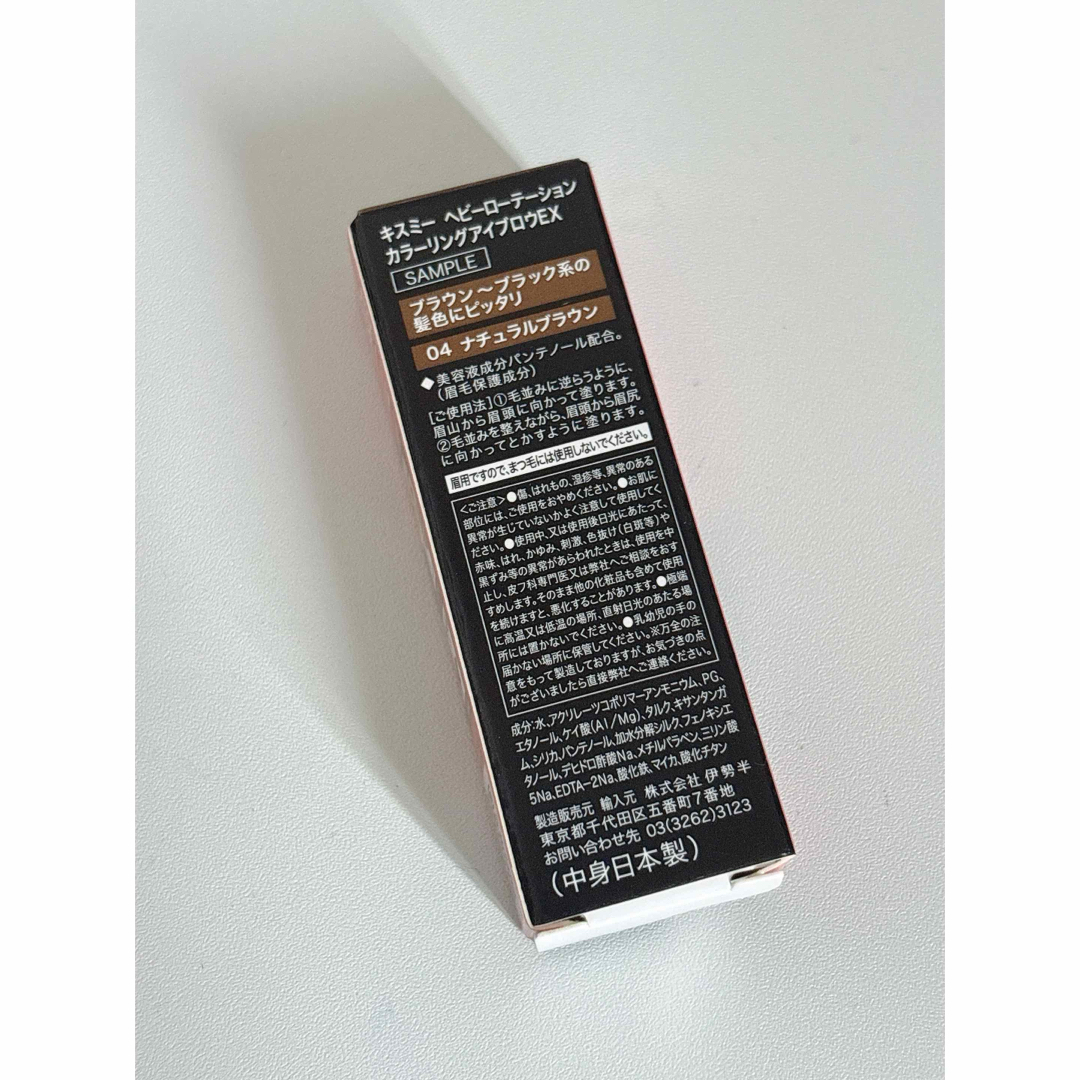 キスミー ヘビーローテーション
カラーリングアイブロウEX
SAMPLE
ブラウン〜ブラック系の
髪色にピッタリ
04 ナチュラルブラウン
◆美容液成分パンテノール配合。
(眉毛保護成分)
[ご使用法]①毛並みに逆らうように、
眉山から眉頭に向かって塗ります。
②毛並みを整えながら、眉頭から眉尻
に向かってとかすように塗ります。
眉用ですので、まつ毛には使用しないでください。
<ご注意>●傷、はれもの、湿疹等、異常のある
部位には、ご使用をおやめください。●お肌に
異常が生じていないかよく注意して使用してく
ださい。●使用中、又は使用後日光にあたって、
赤味、はれ、かゆみ、刺激、色抜け(白斑等)や
黒ずみ等の異常があらわれたときは、使用を中
止し、皮フ科専門医又は弊社へご相談をおす
すめします。そのまま他の化粧品も含めて使用
を続けますと、悪化することがあります。●極端
に高温又は低温の場所、直射日光のあたる場
所には置かないでください。●乳幼児の手の
届かない場所に保管してください。※万全の注
意をもって製造しておりますが、お気づきの点
がございましたら直接弊社へご連絡ください。
成分:水、アクリレーツコポリマーアンモニウム、PG、
エタノール、ケイ酸(Al/Mg)、タルク、キサンタンガ
ム、シリカ、パンテノール、加水分解シルク、フェノキシエ
タノール、デヒドロ酢酸Na、メチルパラベン、ミリン酸
5Na、EDTA-2Na、酸化鉄、マイカ、酸化チタン
製造販売元 輸入元 株式会社 伊勢半
東京都千代田区五番町7番地
お問い合わせ先 03(3262)3123
(中身日本製)